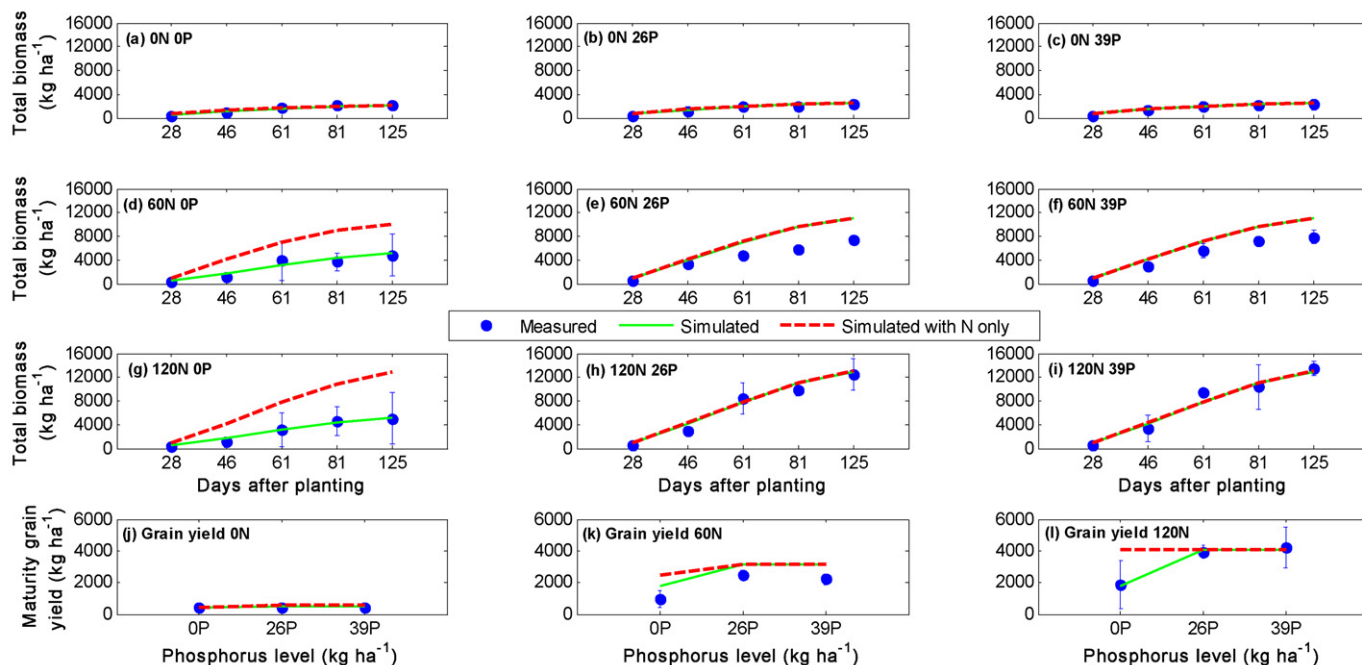 Total biomass
(kg ha-1)
16000
12000
8000
4000
0
(a) 0N 0P
28 46 61 81 125
16000
12000
8000
4000
0
(b) 0N 26P
28 46 61 81 125
16000
12000
8000
4000
0
(c) 0N 39P
28 46 61 81 125
Total biomass
(kg ha-1)
16000
12000
8000
4000
0
(d) 60N 0P
28 46 61 81 125
16000
12000
8000
4000
0
(e) 60N 26P
28 46 61 81 125
16000
12000
8000
4000
0
(f) 60N 39P
28 46 61 81 125
Measured Simulated Simulated with N only
Total biomass
(kg ha-1)
16000
12000
8000
4000
0
(g) 120N 0P
28 46 61 81 125
Days after planting
16000
12000
8000
4000
0
(h) 120N 26P
28 46 61 81 125
Days after planting
16000
12000
8000
4000
0
(i) 120N 39P
28 46 61 81 125
Days after planting
Maturity grain
yield (kg ha-1)
6000
4000
2000
0
(j) Grain yield 0N
0P 26P 39P
Phosphorus level (kg ha-1)
6000
4000
2000
0
(k) Grain yield 60N
0P 26P 39P
Phosphorus level (kg ha-1)
6000
4000
2000
0
(l) Grain yield 120N
0P 26P 39P
Phosphorus level (kg ha-1)